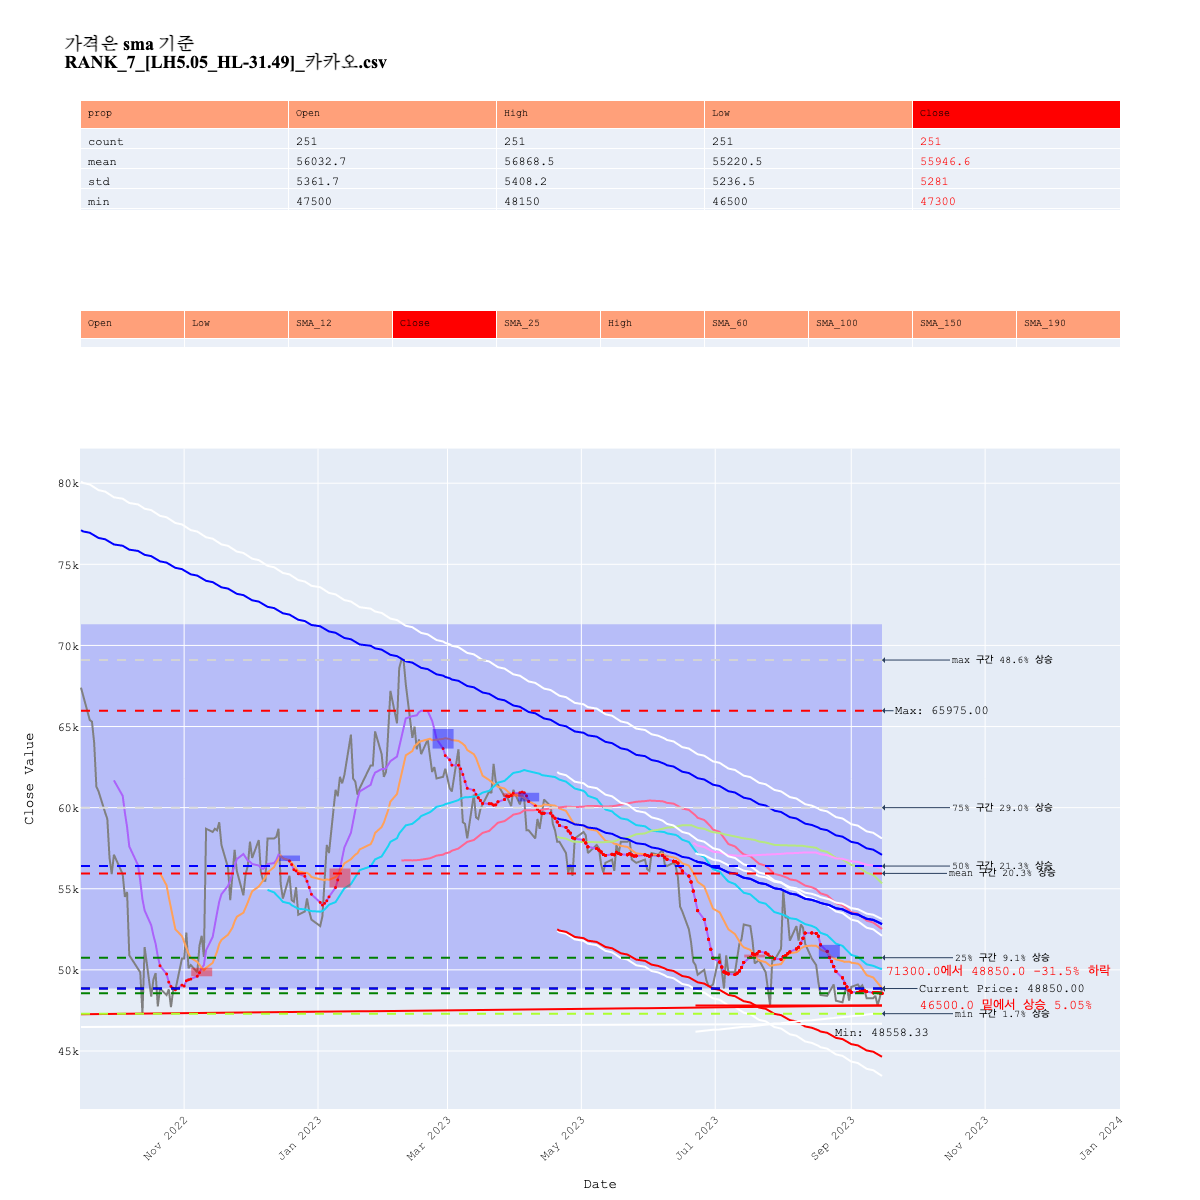 가격은 sma 기준
RANK_7_[LH5.05_HL-31.49]_카카오.csv
prop Open High Low Close
count 251 251 251 251
mean 56032.7 56868.5 55220.5 55946.6
std 5361.7 5408.2 5236.5 5281
min 47500 48150 46500 47300
Open Low SMA_12 Close SMA_25 High SMA_60 SMA_100 SMA_150 SMA_190
80k
75k
70k
max 구간 48.6% 상승
Max: 65975.00
65k
60k
75% 구간 29.0% 상승
50% 구간 21.3% 상승
mean 구간 20.3% 상승
55k
25% 구간 9.1% 상승
50k
71300.0에서 48850.0 -31.5% 하락
Current Price: 48850.00
46500.0 밑에서 상승 5.05%
min 구간 1.7% 상승
Min: 48558.33
45k
Close Value
Nov 2022 Jan 2023 Mar 2023 May 2023 Jul 2023 Sep 2023 Nov 2023 Jan 2024
Date